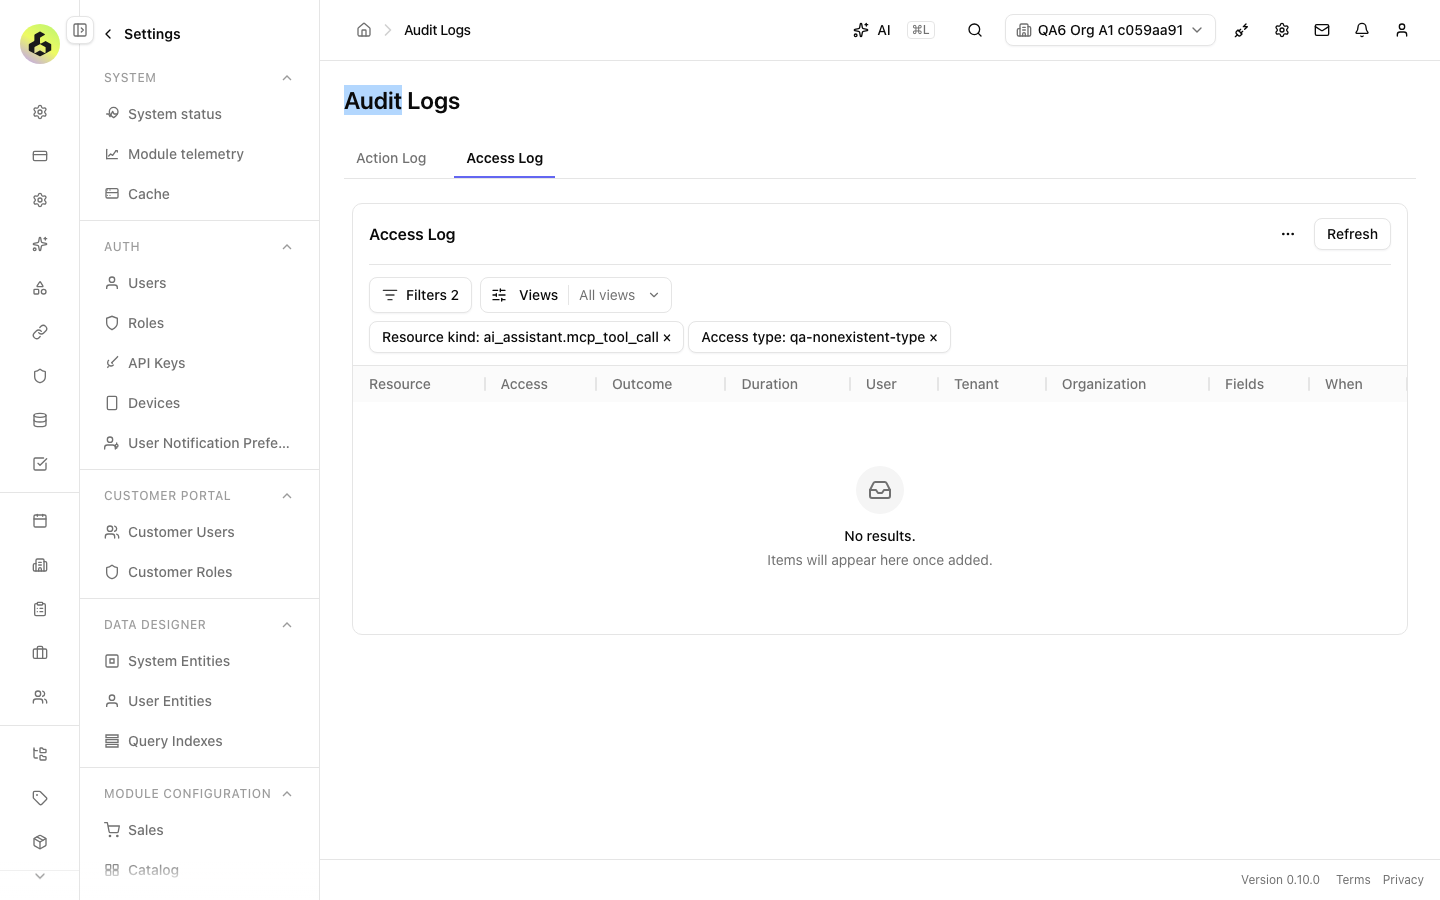 Settings
SYSTEM
System status
Module telemetry
Cache
AUTH
Users
Roles
API Keys
Devices
User Notification Prefe...
CUSTOMER PORTAL
Customer Users
Customer Roles
DATA DESIGNER
System Entities
User Entities
Query Indexes
MODULE CONFIGURATION
Sales
Catalog
Audit Logs
AI ⌘L
QA6 Org A1 c059aa91
Audit Logs
Action Log Access Log
Access Log
Refresh
Filters 2 Views All views
Resource kind: ai_assistant.mcp_tool_call × Access type: qa-nonexistent-type ×
Resource Access Outcome Duration User Tenant Organization Fields When
No results.
Items will appear here once added.
Version 0.10.0 Terms Privacy